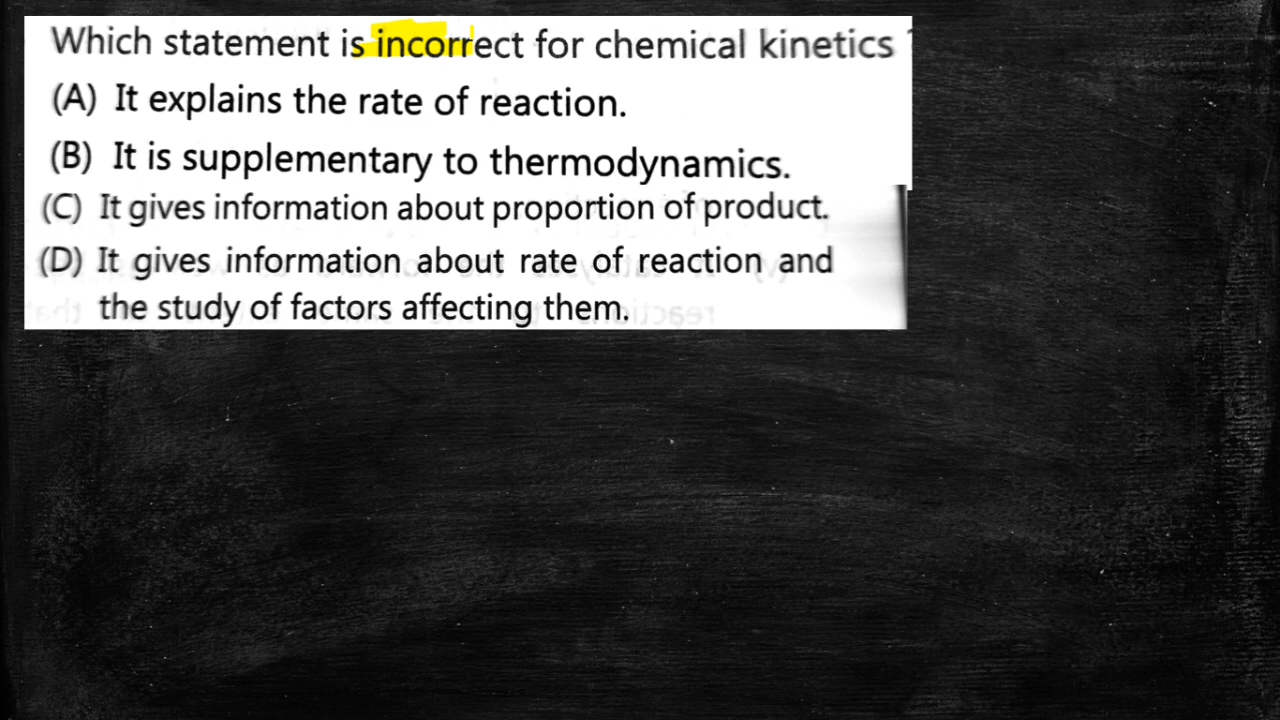 Which statement is incorrect for chemical kinetics ?
(A) It explains the rate of reaction.
(B) It is supplementary to thermodynamics.
(C) It gives information about proportion of product.
(D) It gives information about rate of reaction and
the study of factors affecting them.